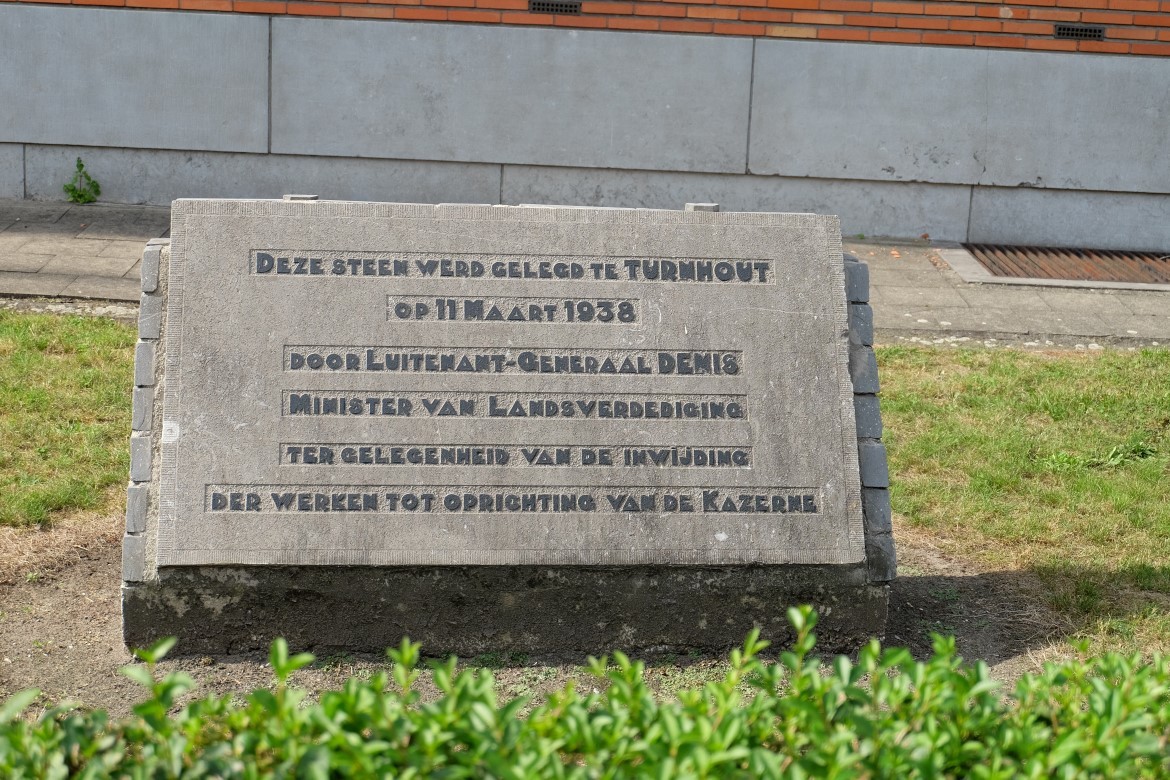 Deze steen werd gelegd te TURNHOUT
op 11 Maart 1938
door Luitenant-Generaal DENIS
Minister van Landsverdediging
ter gelegenheid van de inwijding
der werken tot oprichting van de Kazerne